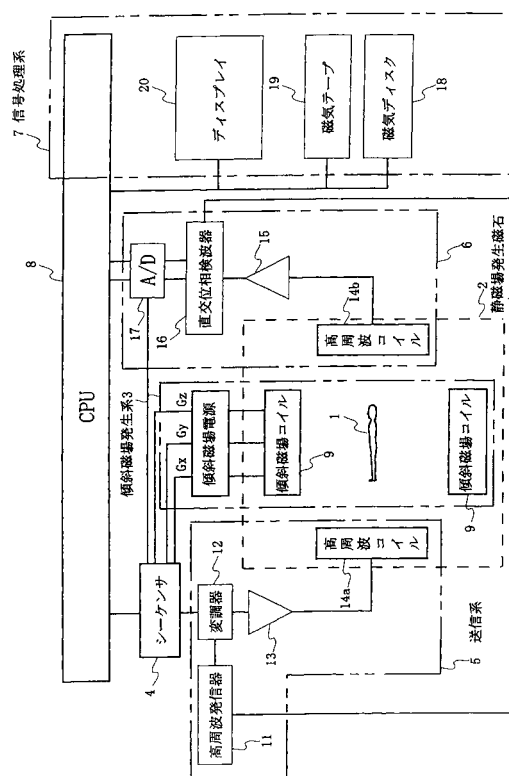 7 信号処理系
8
CPU
20
ディスプレイ
19
磁気テープ
磁気ディスク
18
A/D
17
直交位相検波器
16
15
6
高周波コイル
14b
2
静磁場発生磁石
傾斜磁場発生系3
Gz
Gy
Gx
傾斜磁場電源
傾斜磁場コイル
9
1
傾斜磁場コイル
9
シーケンサ
4
12
変調器
13
高周波コイル
14a
高周波発信器
11
送信系
5